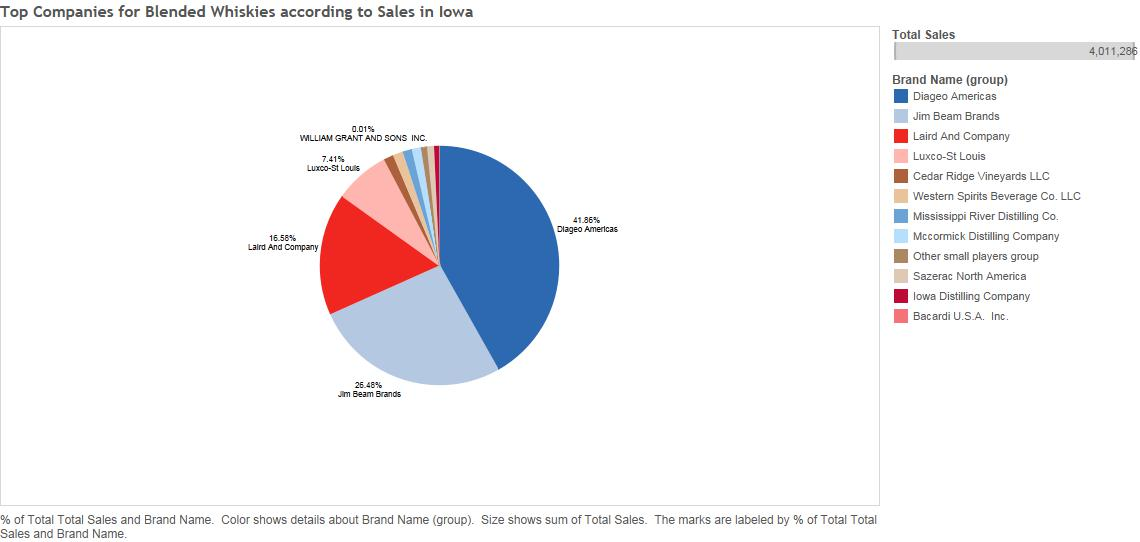 Top Companies for Blended Whiskies according to Sales in Iowa
Total Sales
4,011,286
Brand Name (group)
Diageo Americas
Jim Beam Brands
Laird And Company
Luxco-St Louis
Cedar Ridge Vineyards LLC
Western Spirits Beverage Co. LLC
Mississippi River Distilling Co.
Mccormick Distilling Company
Other small players group
Sazerac North America
Iowa Distilling Company
Bacardi U.S.A.  Inc.
0.01%
WILLIAM GRANT AND SONS  INC.
7.41%
Luxco-St Louis
41.86%
Diageo Americas
16.58%
Laird And Company
26.48%
Jim Beam Brands
% of Total Total Sales and Brand Name.  Color shows details about Brand Name (group).  Size shows sum of Total Sales.  The marks are labeled by % of Total Total
Sales and Brand Name.